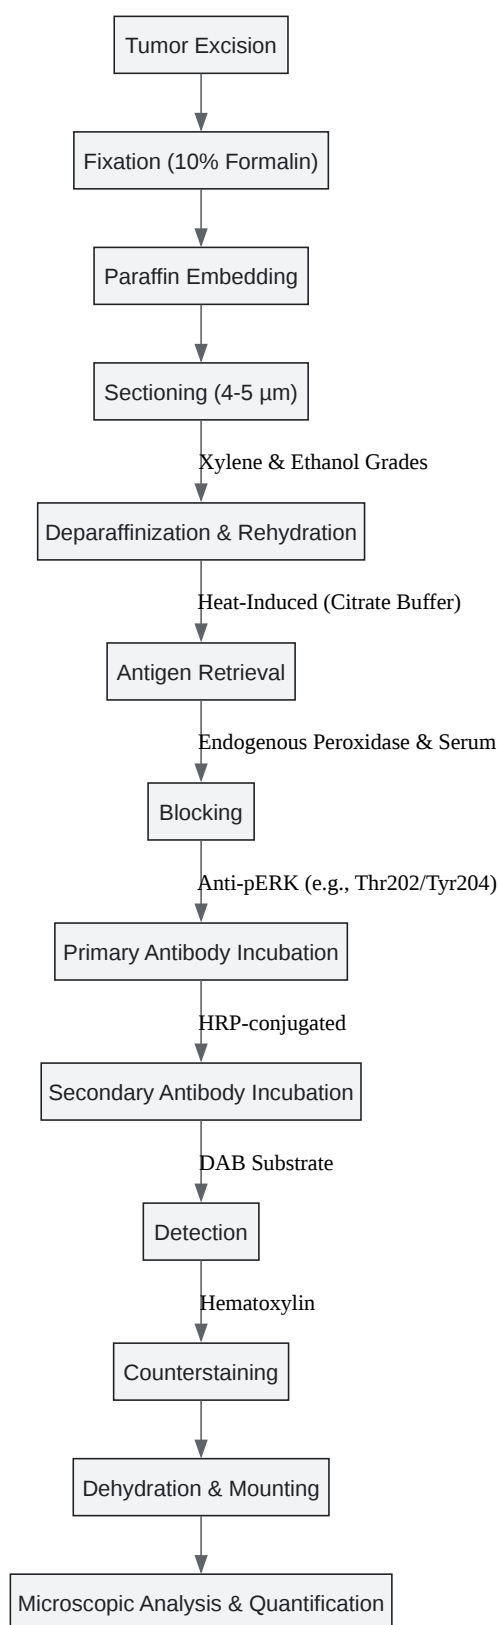 Tumor Excision
Fixation (10% Formalin)
Paraffin Embedding
Sectioning (4-5 µm)
Xylene & Ethanol Grades
Deparaffinization & Rehydration
Heat-Induced (Citrate Buffer)
Antigen Retrieval
Endogenous Peroxidase & Serum
Blocking
Anti-pERK (e.g., Thr202/Tyr204)
Primary Antibody Incubation
HRP-conjugated
Secondary Antibody Incubation
DAB Substrate
Detection
Hematoxylin
Counterstaining
Dehydration & Mounting
Microscopic Analysis & Quantification